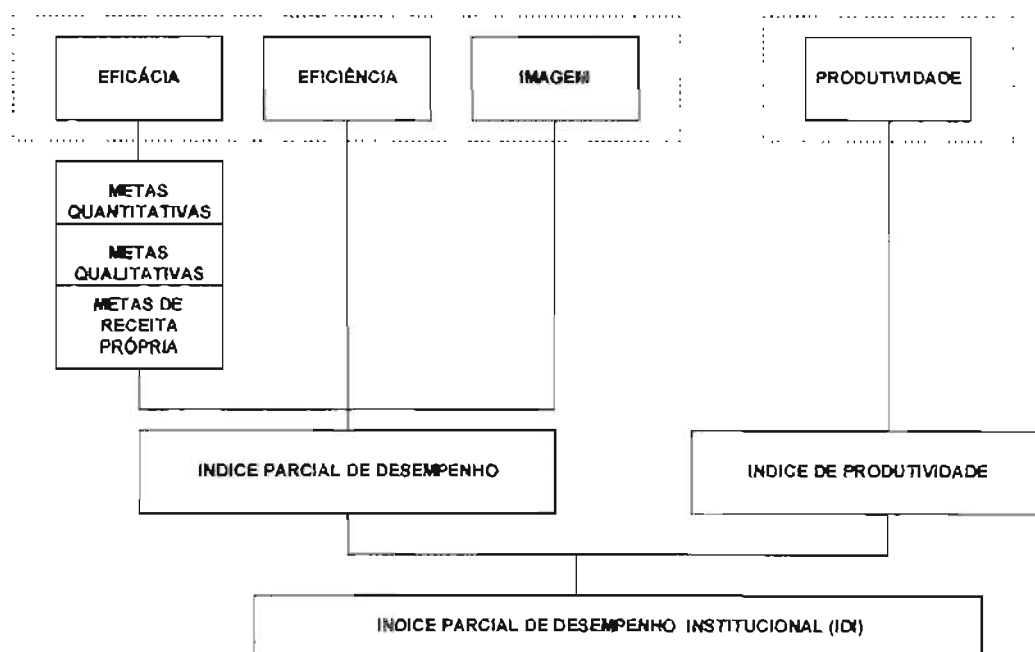 EFICÁCIA
EFICIÊNCIA
IMAGEM
PRODUTIVIDADE
METAS
QUANTITATIVAS
METAS
QUALITATIVAS
METAS DE
RECEITA
PRÓPRIA
INDICE PARCIAL DE DESEMPENHO
INDICE DE PRODUTIVIDADE
INDICE PARCIAL DE DESEMPENHO INSTITUCIONAL (IDI)